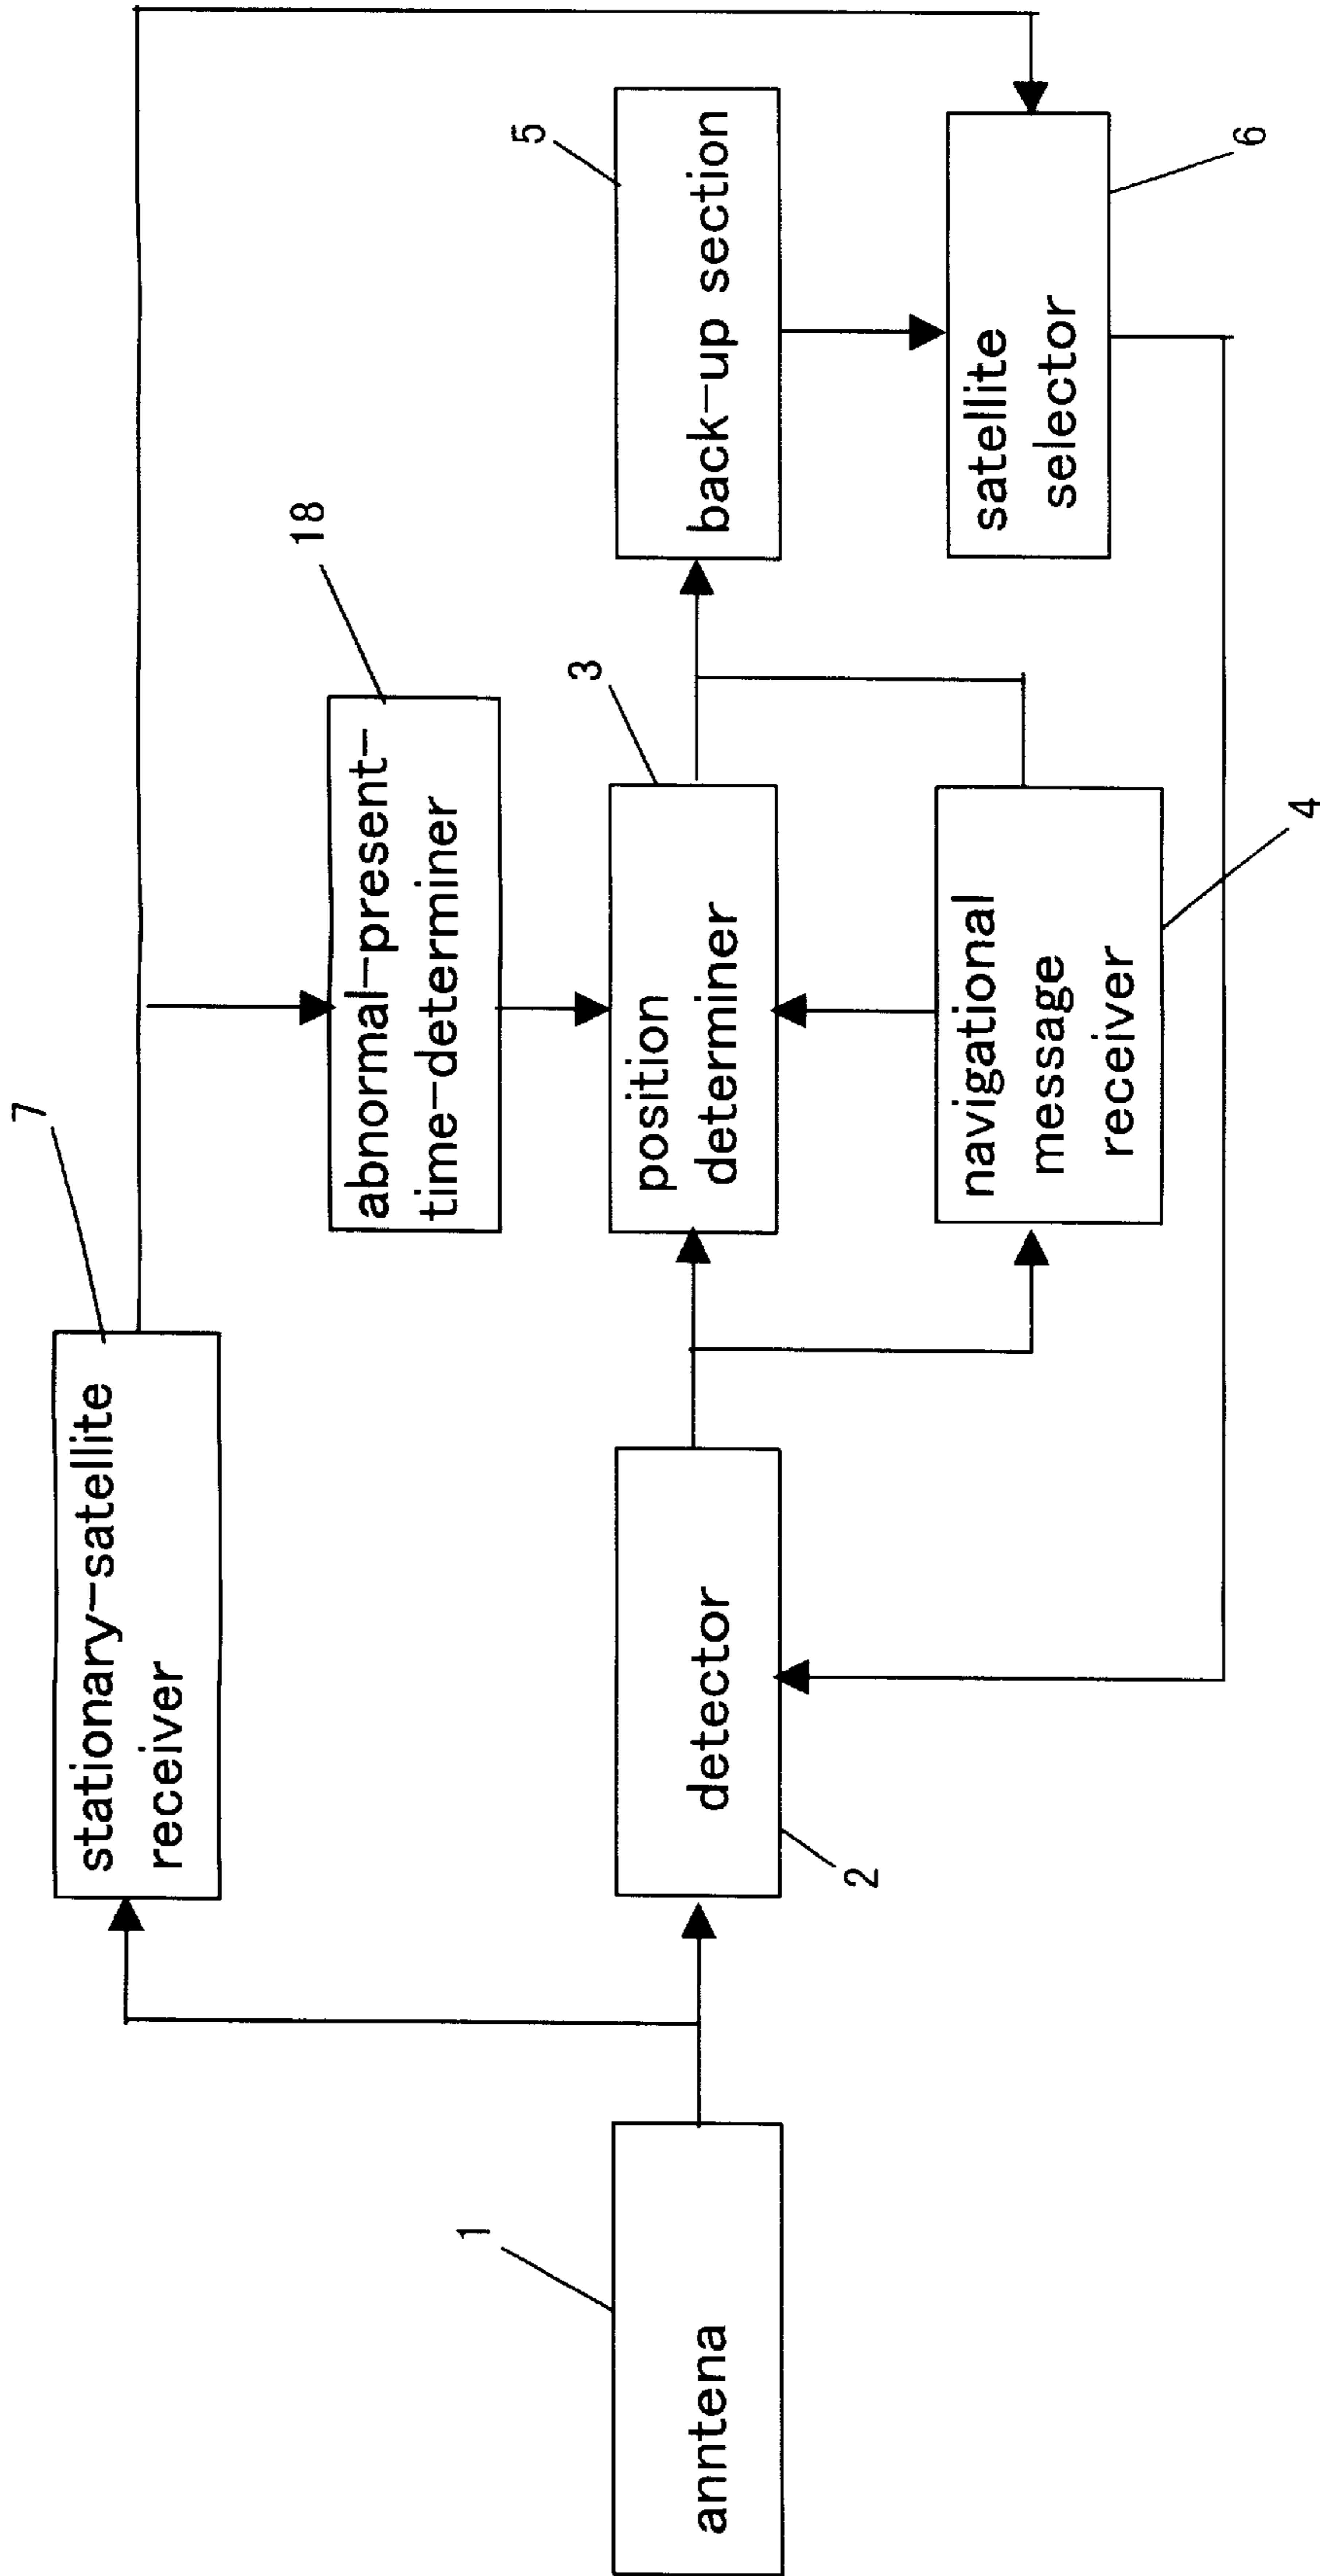 7
stationary-satellite
receiver
18
abnormal-present-
time-determiner
1
anntena
detector
2
3
position
determiner
5
back-up section
navigational
message
receiver
4
satellite
selector
6